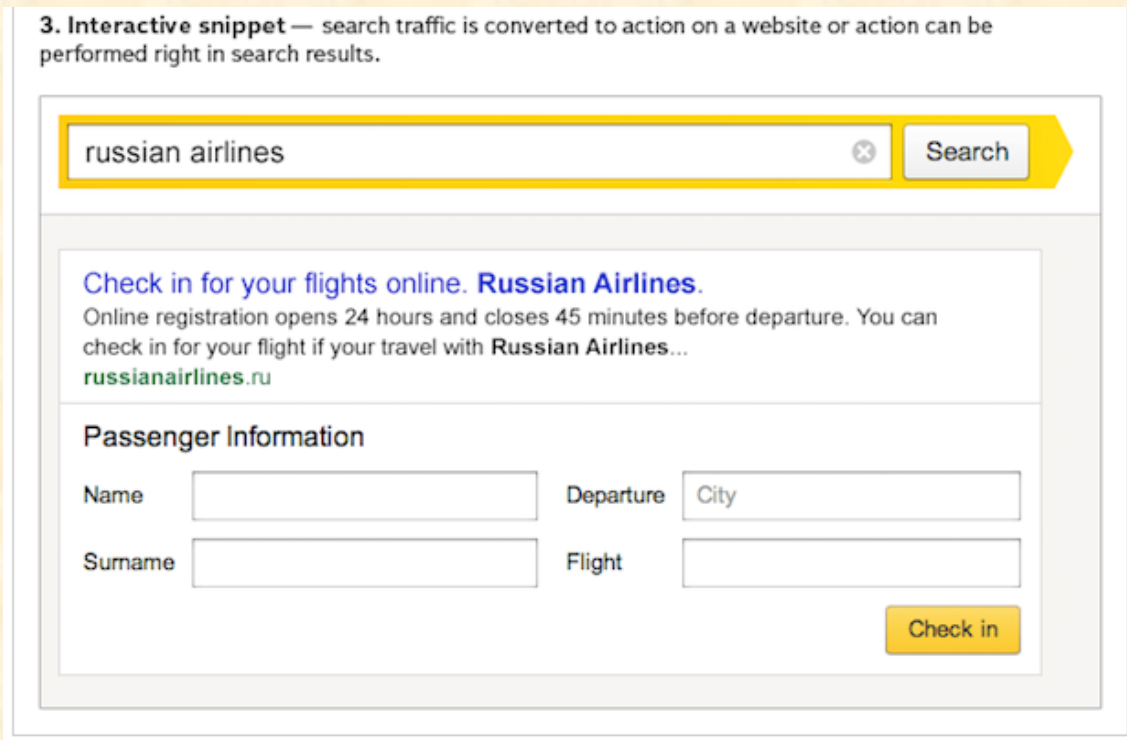 3. Interactive snippet — search traffic is converted to action on a website or action can be
performed right in search results.
russian airlines
Search
Check in for your flights online. Russian Airlines.
Online registration opens 24 hours and closes 45 minutes before departure. You can
check in for your flight if your travel with Russian Airlines...
russianairlines.ru
Passenger Information
Name
Departure City
Surname
Flight
Check in